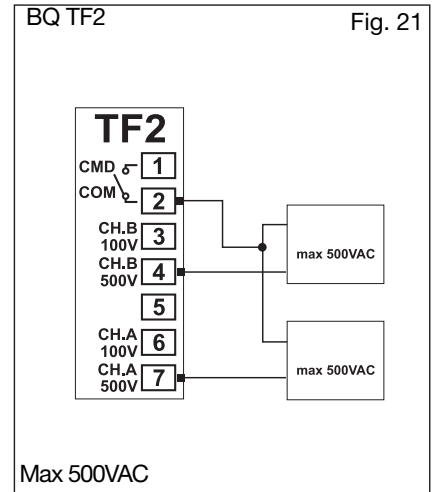 BQ TF2 Fig. 21
TF2
CMD 1
COM 2
CH.B
100V 3
CH.B
500V 4
5
CH.A
100V 6
CH.A
500V 7
max 500VAC
max 500VAC
Max 500VAC